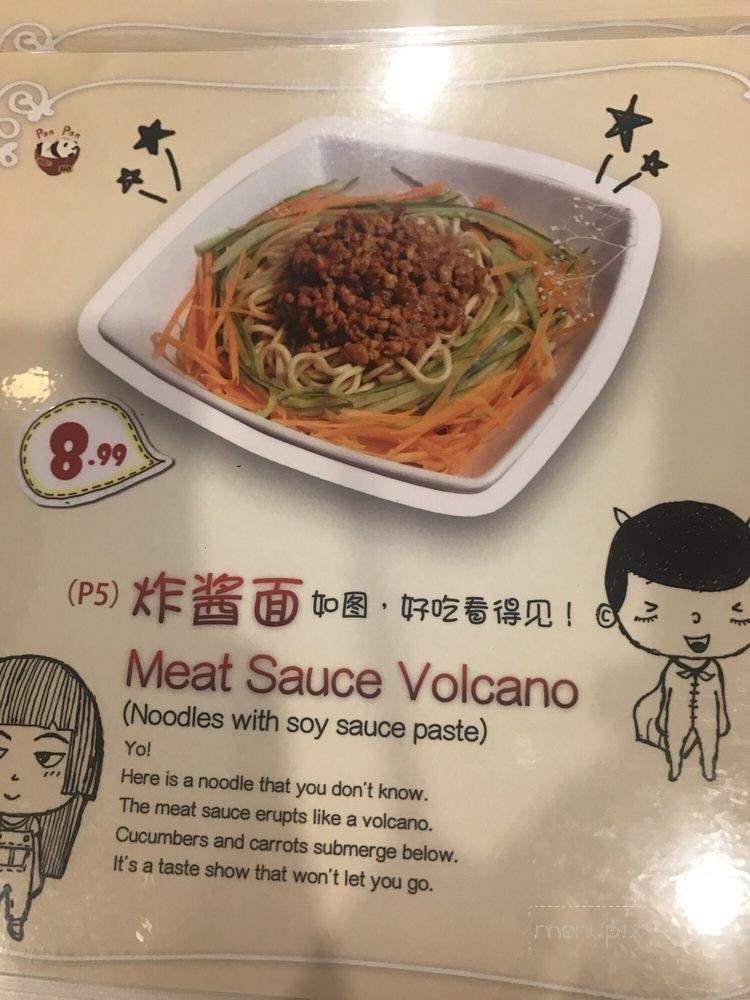 Pan Pan
8.99
(P5) 炸酱面 如图，好吃看得见！
Meat Sauce Volcano
(Noodles with soy sauce paste)
Yo!
Here is a noodle that you don't know.
The meat sauce erupts like a volcano.
Cucumbers and carrots submerge below.
It's a taste show that won't let you go.
menupix